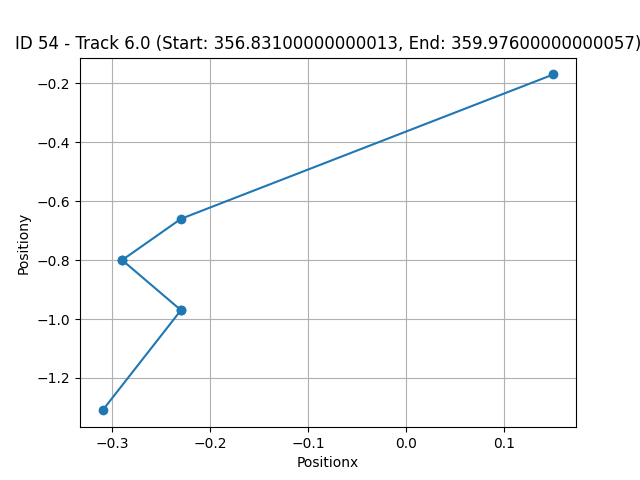 ID 54 - Track 6.0 (Start: 356.83100000000013, End: 359.97600000000057)
Positiony
−0.2
−0.4
−0.6
−0.8
−1.0
−1.2
−0.3 −0.2 −0.1 0.0 0.1
Positionx